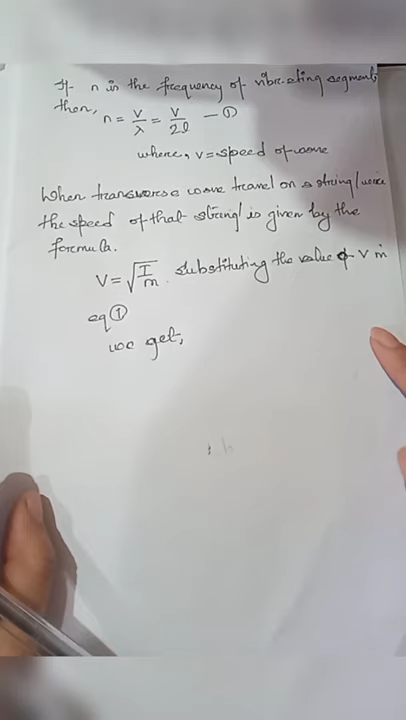 If n is the frequency of vibrating segments
then,
n = V/λ = V/2l — ①
where, v = speed of wave
When transverse wave travel on a string/wire
the speed of that string is given by the
formula.
V = √T/m . substituting the value of V in
eq ①
we get,